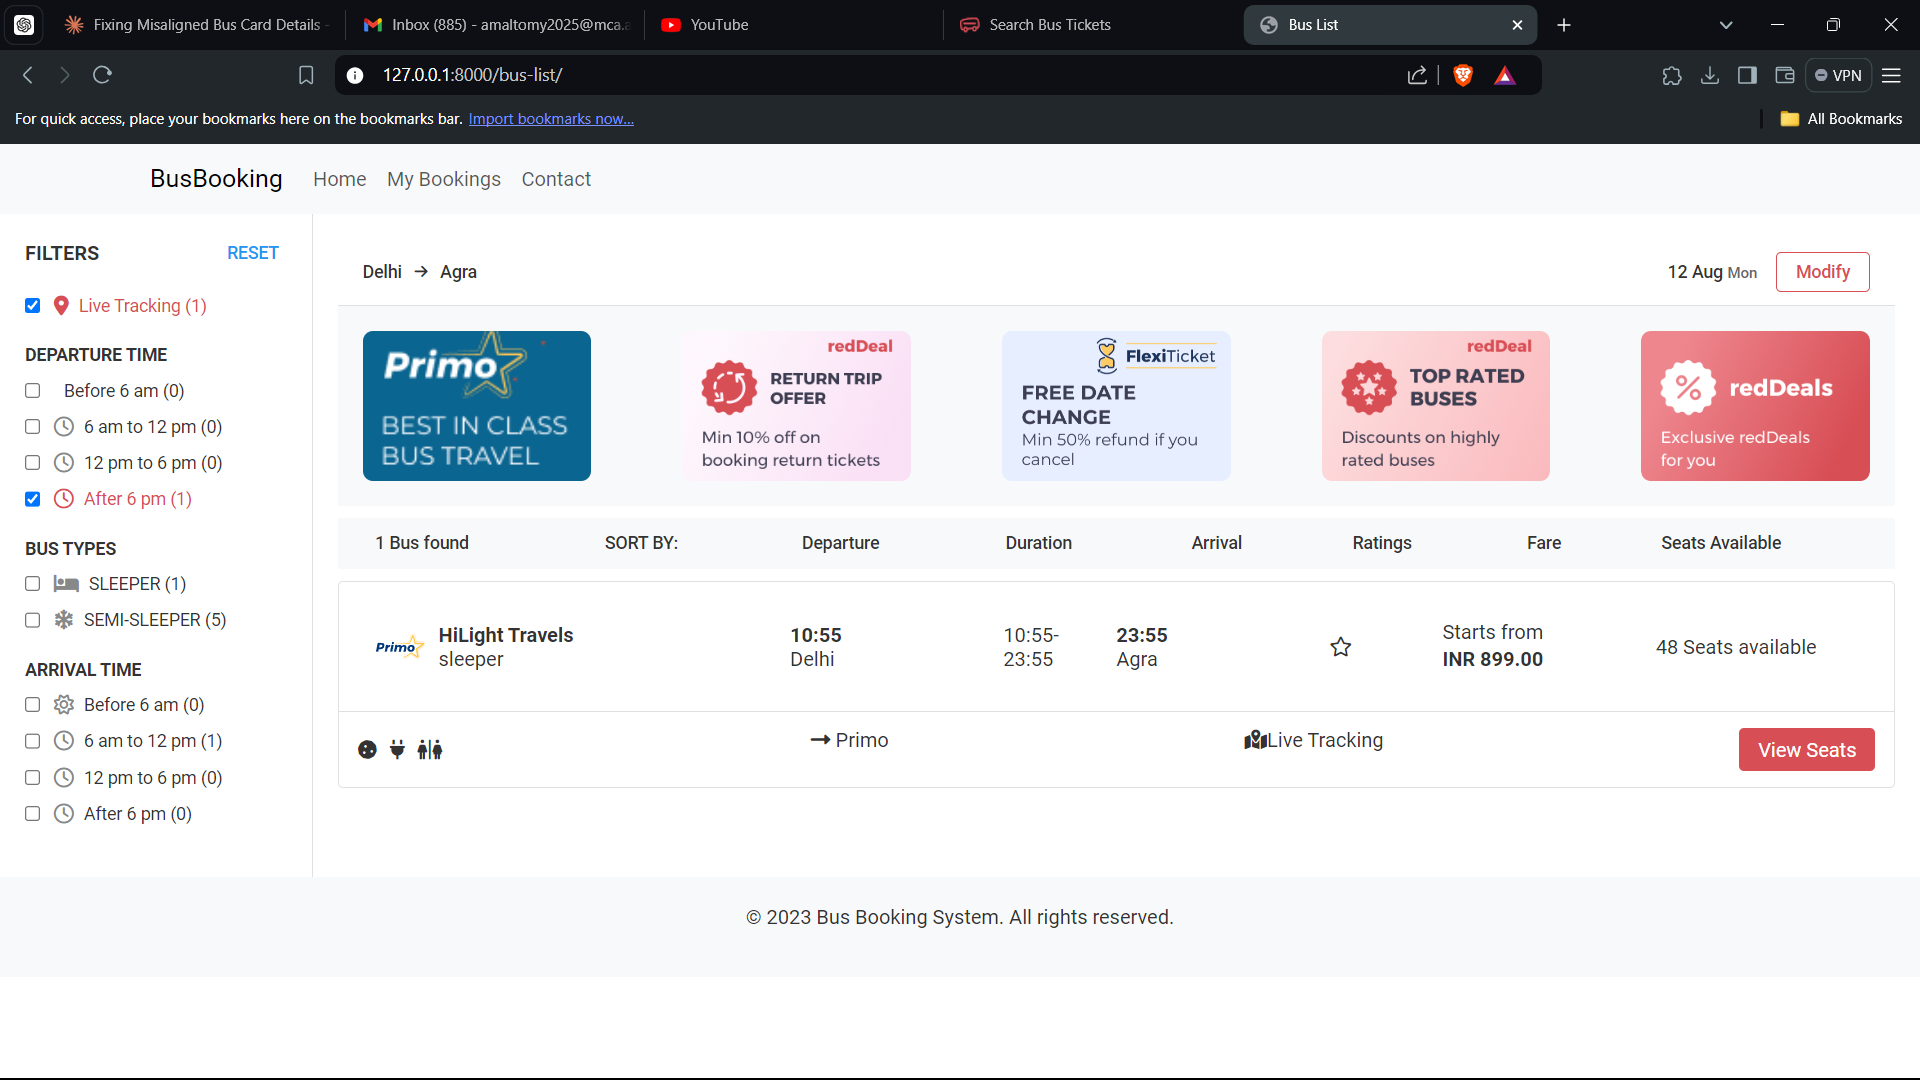 Fixing Misaligned Bus Card Details -
Inbox (885) - amaltomy2025@mca.a
YouTube
Search Bus Tickets
Bus List
127.0.0.1:8000/bus-list/
VPN
For quick access, place your bookmarks here on the bookmarks bar. Import bookmarks now...
All Bookmarks
BusBooking
Home
My Bookings
Contact
FILTERS
RESET
Live Tracking (1)
DEPARTURE TIME
Before 6 am (0)
6 am to 12 pm (0)
12 pm to 6 pm (0)
After 6 pm (1)
BUS TYPES
SLEEPER (1)
SEMI-SLEEPER (5)
ARRIVAL TIME
Before 6 am (0)
6 am to 12 pm (1)
12 pm to 6 pm (0)
After 6 pm (0)
Delhi → Agra
12 Aug Mon
Modify
Primo
BEST IN CLASS
BUS TRAVEL
redDeal
RETURN TRIP
OFFER
Min 10% off on
booking return tickets
FlexiTicket
FREE DATE
CHANGE
Min 50% refund if you
cancel
redDeal
TOP RATED
BUSES
Discounts on highly
rated buses
% redDeals
Exclusive redDeals
for you
1 Bus found
SORT BY:
Departure
Duration
Arrival
Ratings
Fare
Seats Available
Primo
HiLight Travels
sleeper
10:55
Delhi
10:55-
23:55
23:55
Agra
Starts from
INR 899.00
48 Seats available
Primo
Live Tracking
View Seats
© 2023 Bus Booking System. All rights reserved.